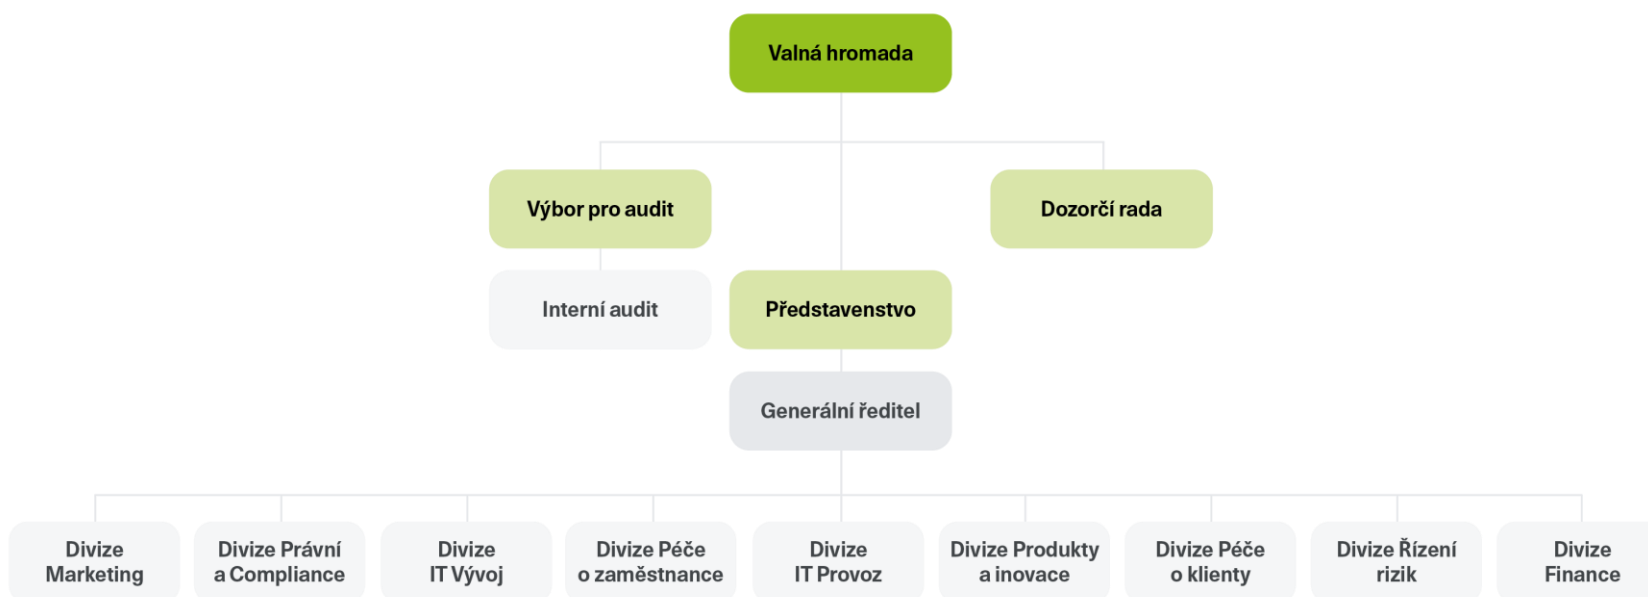 Valná hromada
Výbor pro audit
Dozorčí rada
Interní audit
Představenstvo
Generální ředitel
Divize
Marketing
Divize Právní
a Compliance
Divize
IT Vývoj
Divize Péče
o zaměstnance
Divize
IT Provoz
Divize Produkty
a inovace
Divize Péče
o klienty
Divize Řízení
rizik
Divize
Finance